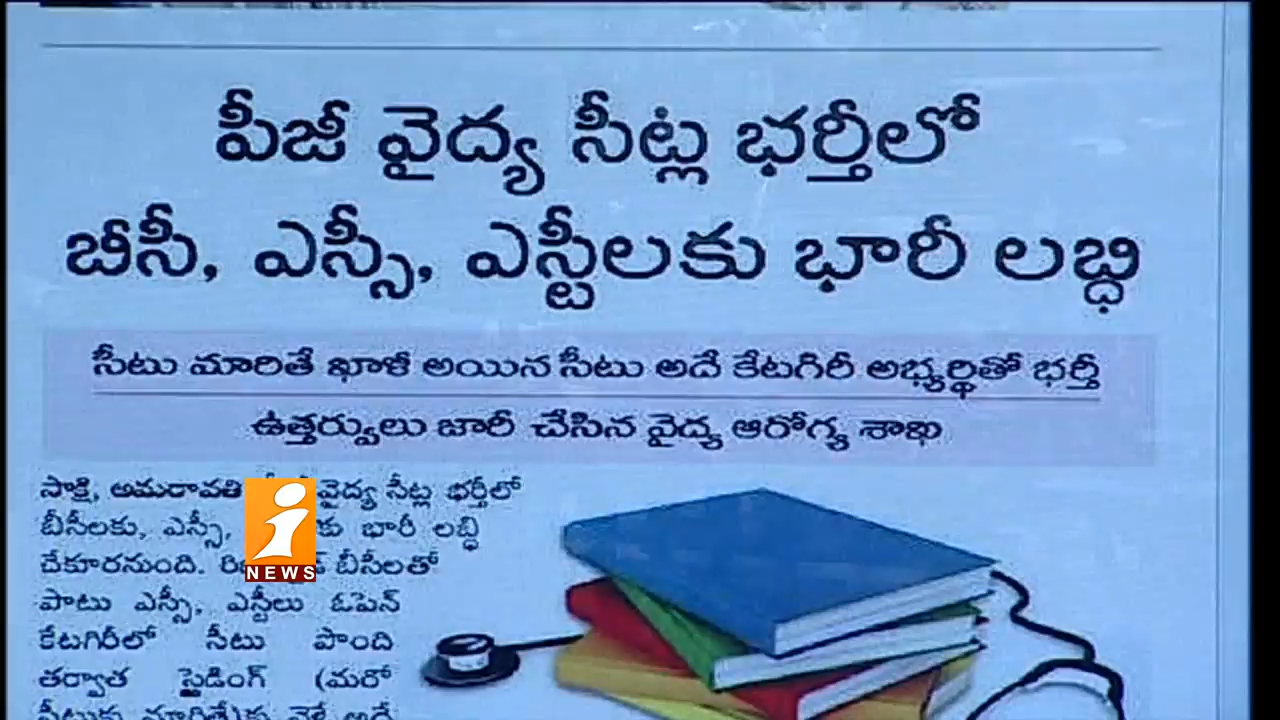 పీజీ వైద్య సీట్ల భర్తీలో
బీసీ, ఎస్సీ, ఎస్టీలకు భారీ లబ్ధి
సీటు మారితే ఖాళీ అయిన సీటు అదే కేటగిరీ అభ్యర్థితో భర్తీ
ఉత్తర్వులు జారీ చేసిన వైద్య ఆరోగ్య శాఖ
సాక్షి, అమరావతి వైద్య సీట్ల భర్తీలో
బీసీలకు, ఎస్సీ, భారీ లబ్ధి
చేకూరనుంది. బీసీలతో
పాటు ఎస్సీ, ఎస్టీలు ఓపెన్
కేటగిరీలో సీటు పొంది
తర్వాత స్లైడింగ్ (మరో
i NEWS